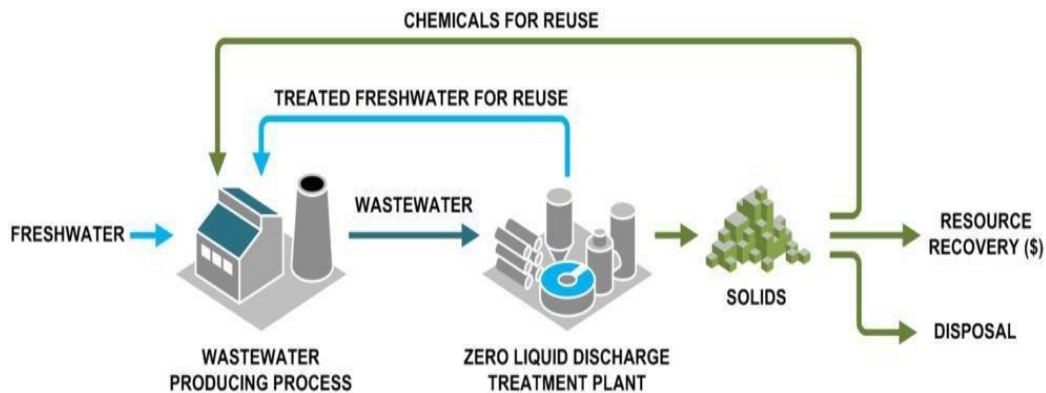 CHEMICALS FOR REUSE
TREATED FRESHWATER FOR REUSE
WASTEWATER
FRESHWATER
RESOURCE
RECOVERY ($)
SOLIDS
DISPOSAL
WASTEWATER
PRODUCING PROCESS
ZERO LIQUID DISCHARGE
TREATMENT PLANT